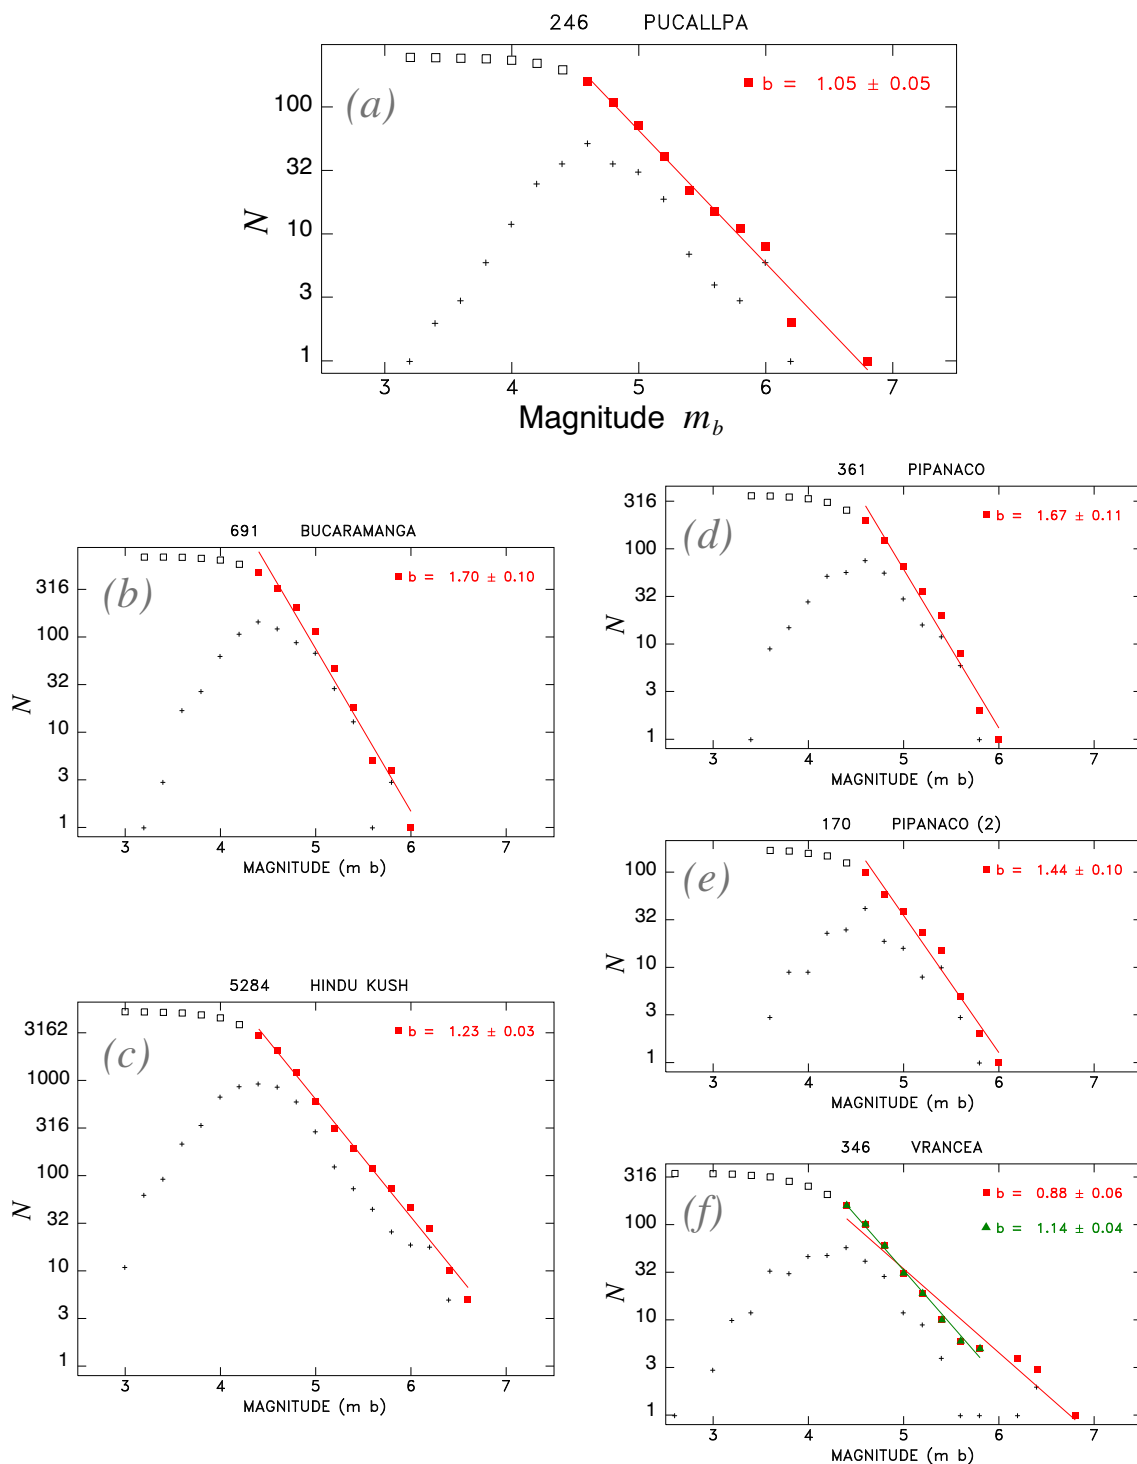 246 PUCALLPA
(a)
b = 1.05 ± 0.05
100
32
10
3
1
N
3 4 5 6 7
Magnitude m_b
691 BUCARAMANGA
(b)
b = 1.70 ± 0.10
316
100
32
10
3
1
N
3 4 5 6 7
MAGNITUDE (m b)
5284 HINDU KUSH
(c)
b = 1.23 ± 0.03
3162
1000
316
100
32
10
3
1
N
3 4 5 6 7
MAGNITUDE (m b)
361 PIPANACO
(d)
b = 1.67 ± 0.11
316
100
32
10
3
1
N
3 4 5 6 7
MAGNITUDE (m b)
170 PIPANACO (2)
(e)
b = 1.44 ± 0.10
100
32
10
3
1
N
3 4 5 6 7
MAGNITUDE (m b)
346 VRANCEA
(f)
b = 0.88 ± 0.06
b = 1.14 ± 0.04
316
100
32
10
3
1
N
3 4 5 6 7
MAGNITUDE (m b)